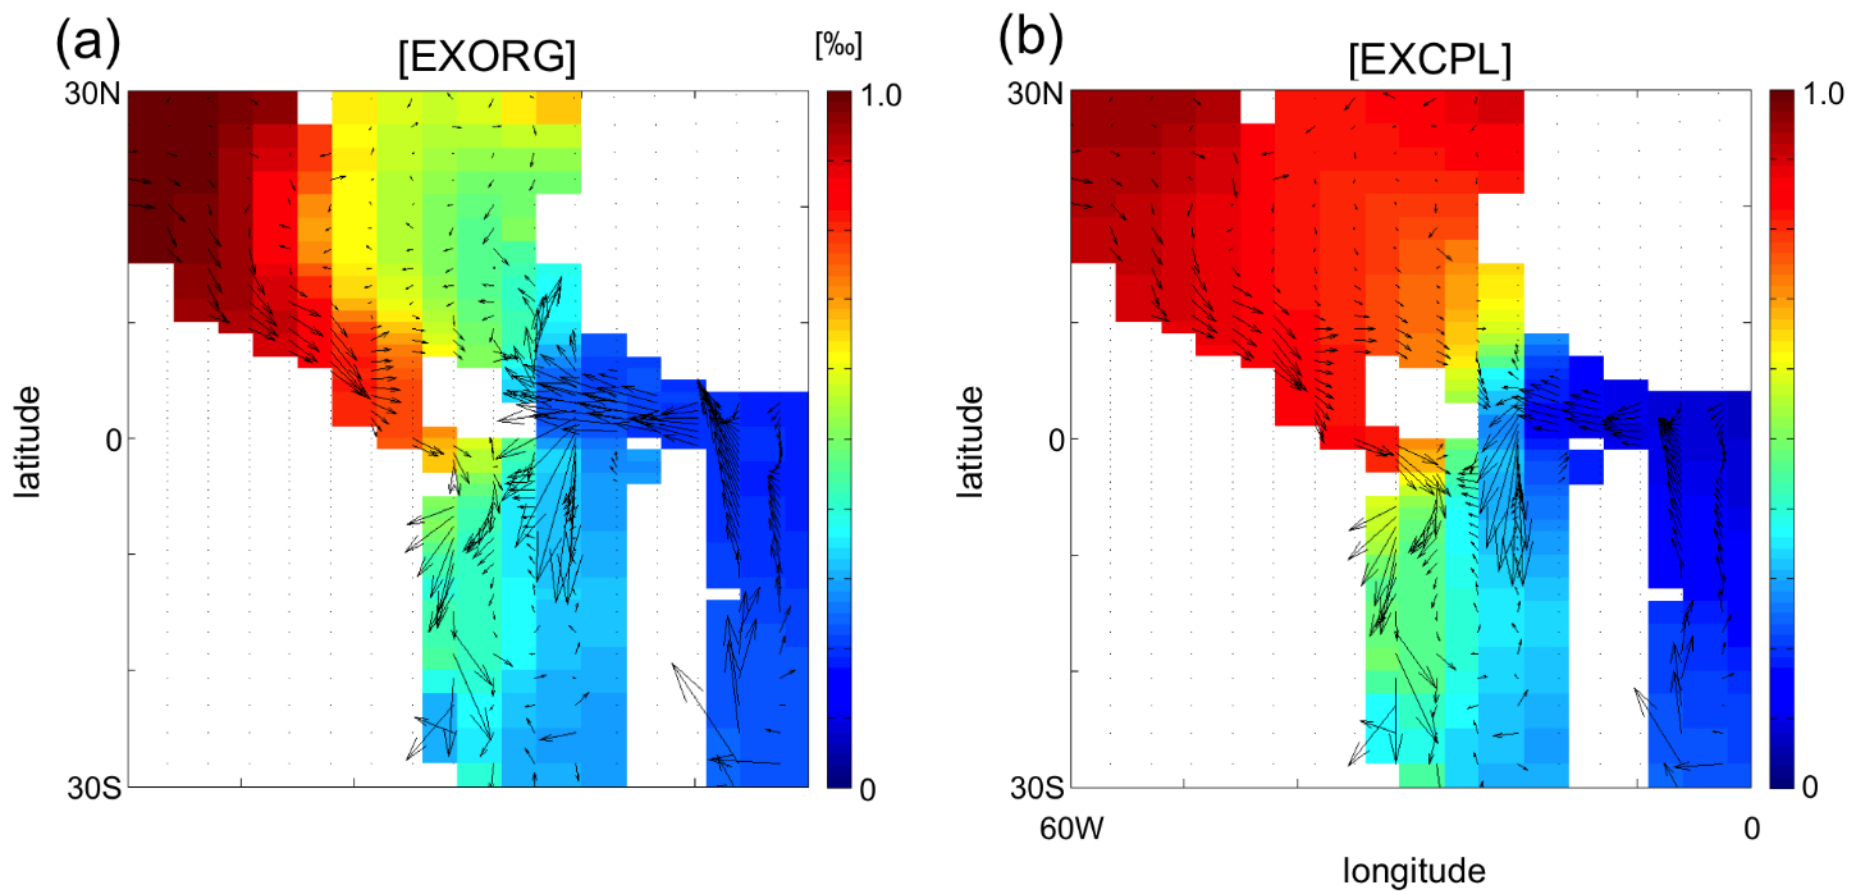 (a)
[EXORG]
[‰]
30N
1.0
latitude
0
30S
0
(b)
[EXCPL]
30N
1.0
latitude
0
30S
0
60W
0
longitude